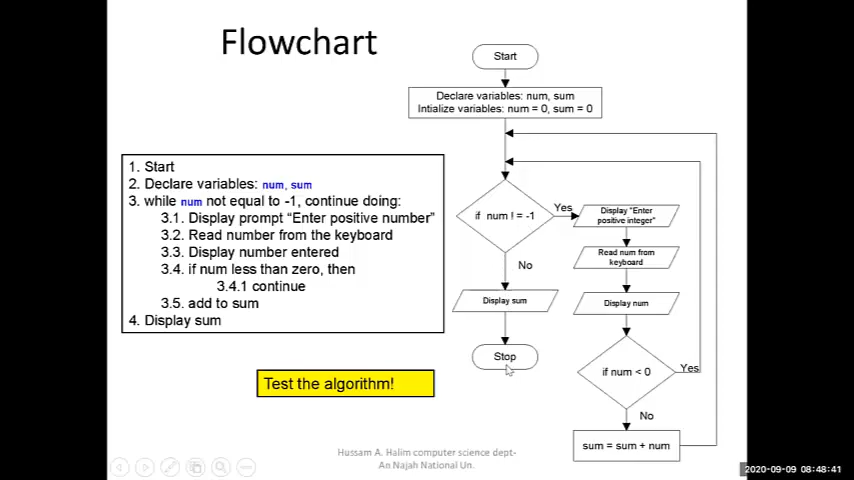 Flowchart
1. Start
2. Declare variables: num, sum
3. while num not equal to -1, continue doing:
3.1. Display prompt “Enter positive number”
3.2. Read number from the keyboard
3.3. Display number entered
3.4. if num less than zero, then
3.4.1 continue
3.5. add to sum
4. Display sum
Test the algorithm!
Start
Declare variables: num, sum
Intialize variables: num = 0, sum = 0
if num ! = -1
Yes
No
Display "Enter
positive integer"
Read num from
keyboard
Display num
if num < 0
Yes
No
sum = sum + num
Display sum
Stop
Hussam A. Halim computer science dept-
An Najah National Un.
2020-09-09 08:48:41